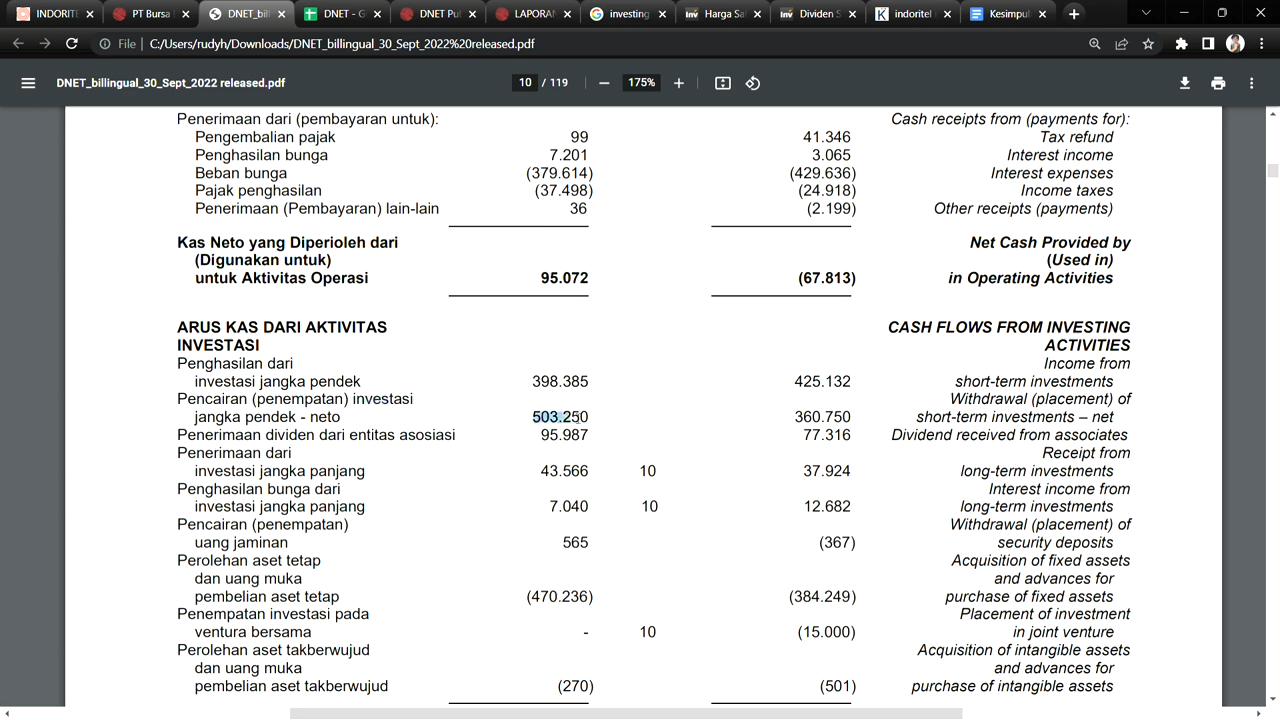 INDORITE
PT Bursa E
DNET_bil
DNET - G
DNET Pu
LAPORAN
investing
Harga Sa
Dividen S
indoritel
Kesimpul
File
C:/Users/rudyh/Downloads/DNET_billingual_30_Sept_2022%20released.pdf
DNET_billingual_30_Sept_2022 released.pdf
10 / 119
175%
Penerimaan dari (pembayaran untuk): Cash receipts from (payments for):
Pengembalian pajak 99 41.346 Tax refund
Penghasilan bunga 7.201 3.065 Interest income
Beban bunga (379.614) (429.636) Interest expenses
Pajak penghasilan (37.498) (24.918) Income taxes
Penerimaan (Pembayaran) lain-lain 36 (2.199) Other receipts (payments)
Kas Neto yang Diperioleh dari Net Cash Provided by
(Digunakan untuk) (Used in)
untuk Aktivitas Operasi 95.072 (67.813) in Operating Activities
ARUS KAS DARI AKTIVITAS CASH FLOWS FROM INVESTING
INVESTASI ACTIVITIES
Penghasilan dari Income from
investasi jangka pendek 398.385 425.132 short-term investments
Pencairan (penempatan) investasi Withdrawal (placement) of
jangka pendek - neto 503.250 360.750 short-term investments – net
Penerimaan dividen dari entitas asosiasi 95.987 77.316 Dividend received from associates
Penerimaan dari Receipt from
investasi jangka panjang 43.566 10 37.924 long-term investments
Penghasilan bunga dari Interest income from
investasi jangka panjang 7.040 10 12.682 long-term investments
Pencairan (penempatan) Withdrawal (placement) of
uang jaminan 565 (367) security deposits
Perolehan aset tetap Acquisition of fixed assets
dan uang muka and advances for
pembelian aset tetap (470.236) (384.249) purchase of fixed assets
Penempatan investasi pada Placement of investment
ventura bersama - 10 (15.000) in joint venture
Perolehan aset takberwujud Acquisition of intangible assets
dan uang muka and advances for
pembelian aset takberwujud (270) (501) purchase of intangible assets